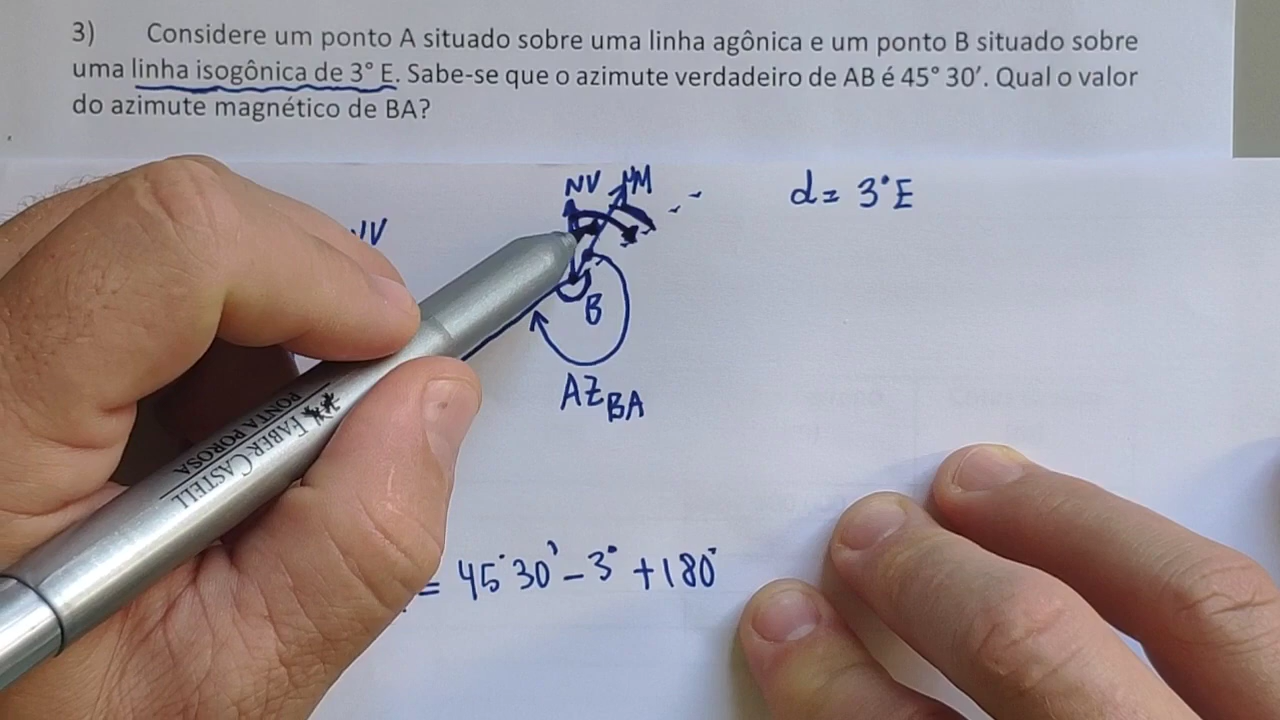 3) Considere um ponto A situado sobre uma linha agônica e um ponto B situado sobre
uma linha isogônica de 3° E. Sabe-se que o azimute verdadeiro de AB é 45° 30′. Qual o valor
do azimute magnético de BA?
NV NM
d= 3°E
B
AZBA
= 45°30' - 3° + 180°
FABER-CASTELL
PONTA POROSA